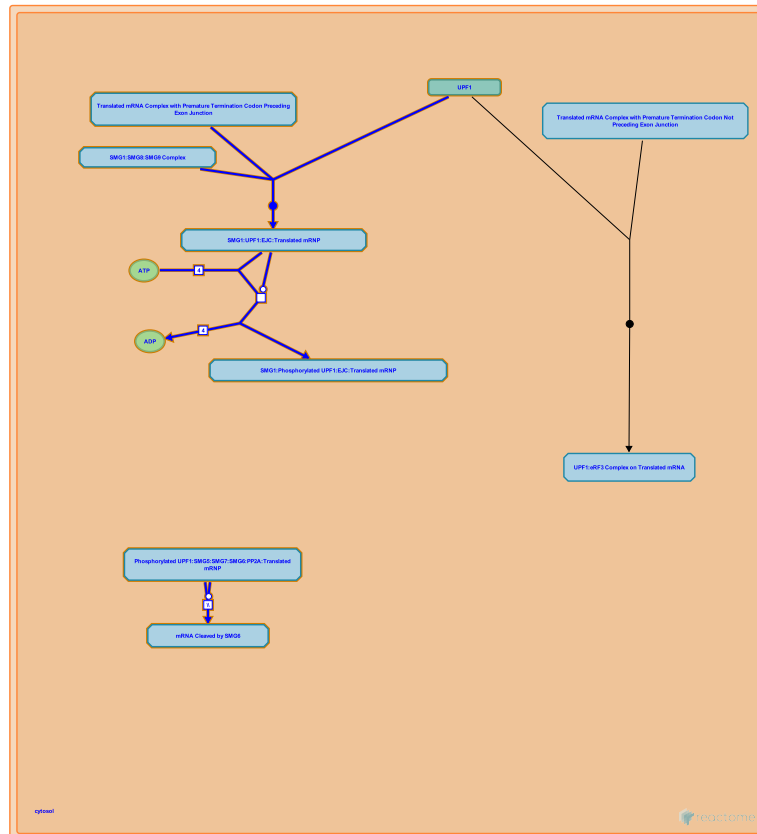 UPF1
Translated mRNA Complex with Premature Termination Codon Preceding
Exon Junction
Translated mRNA Complex with Premature Termination Codon Not
Preceding Exon Junction
SMG1:SMG8:SMG9 Complex
SMG1:UPF1:EJC:Translated mRNP
ATP
4
ADP
4
SMG1:Phosphorylated UPF1:EJC:Translated mRNP
UPF1:eRF3 Complex on Translated mRNA
Phosphorylated UPF1:SMG5:SMG7:SMG6:PP2A:Translated
mRNP
mRNA Cleaved by SMG6
cytosol
reactome